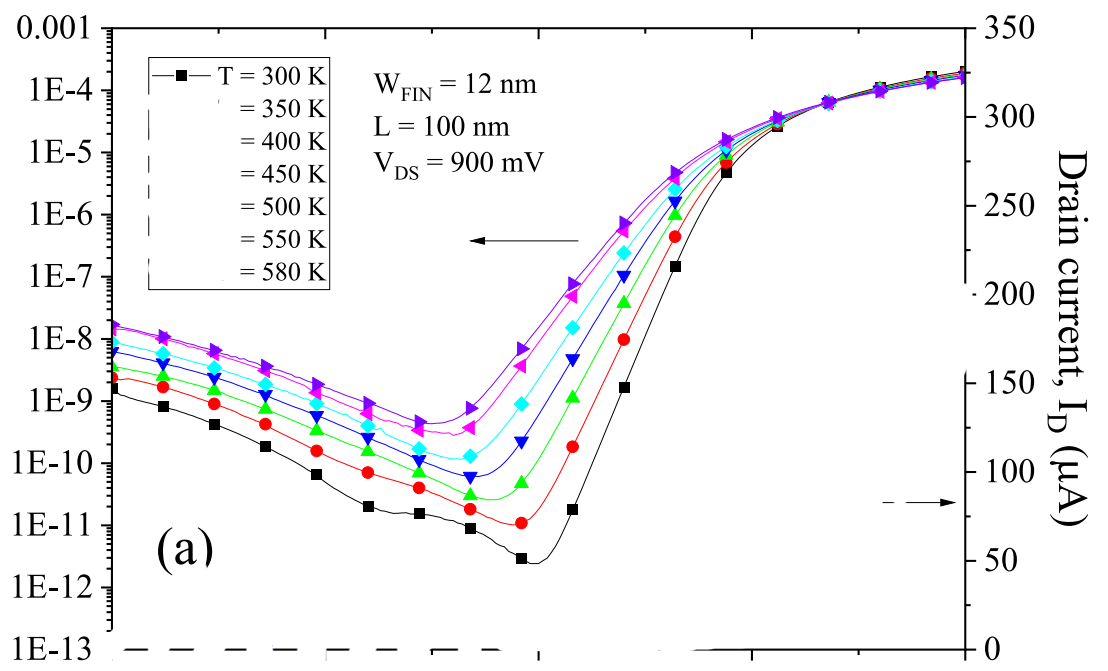 0.001
1E-4
1E-5
1E-6
1E-7
1E-8
1E-9
1E-10
1E-11
1E-12
1E-13
T = 300 K
= 350 K
= 400 K
= 450 K
= 500 K
= 550 K
= 580 K
W_FIN = 12 nm
L = 100 nm
V_DS = 900 mV
(a)
350
300
250
200
150
100
50
0
Drain current, I_D (μA)